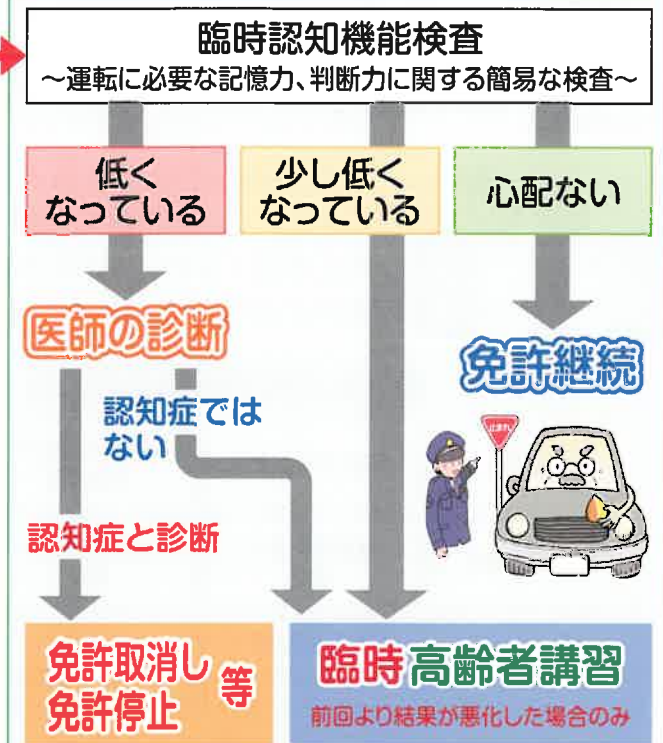 臨時認知機能検査
~運転に必要な記憶力、判断力に関する簡易な検査~
低く
なっている
少し低く
なっている
心配ない
医師の診断
免許継続
認知症では
ない
止まれ
認知症と診断
免許取消し
免許停止
等
臨時高齢者講習
前回より結果が悪化した場合のみ